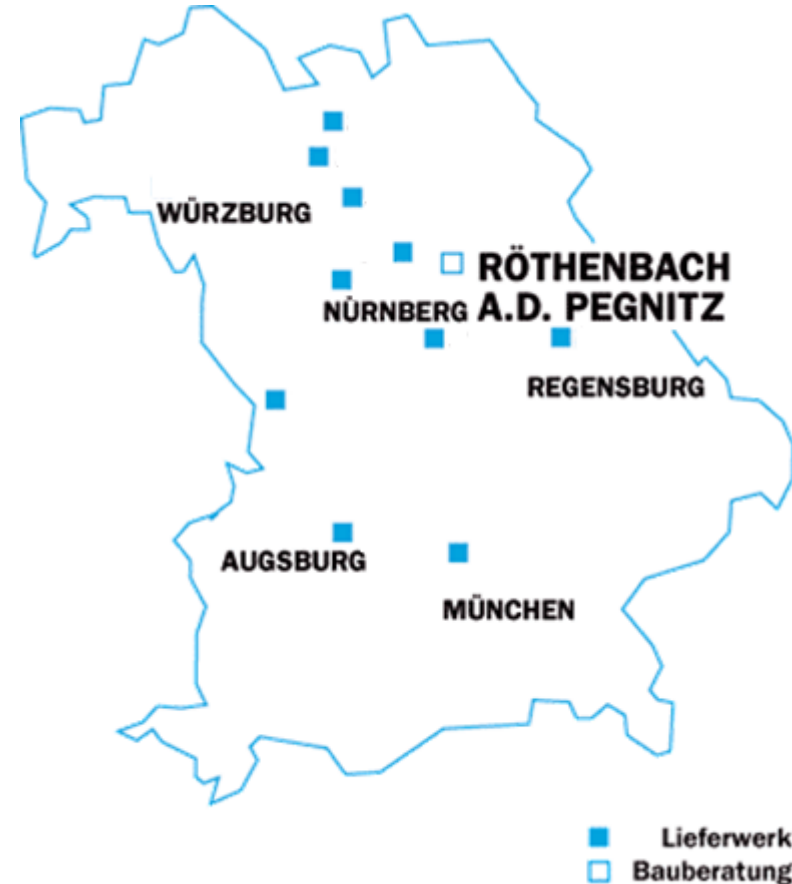 WÜRZBURG
RÖTHENBACH
NÜRNBERG A.D. PEGNITZ
REGENSBURG
AUGSBURG
MÜNCHEN
Lieferwerk
Bauberatung